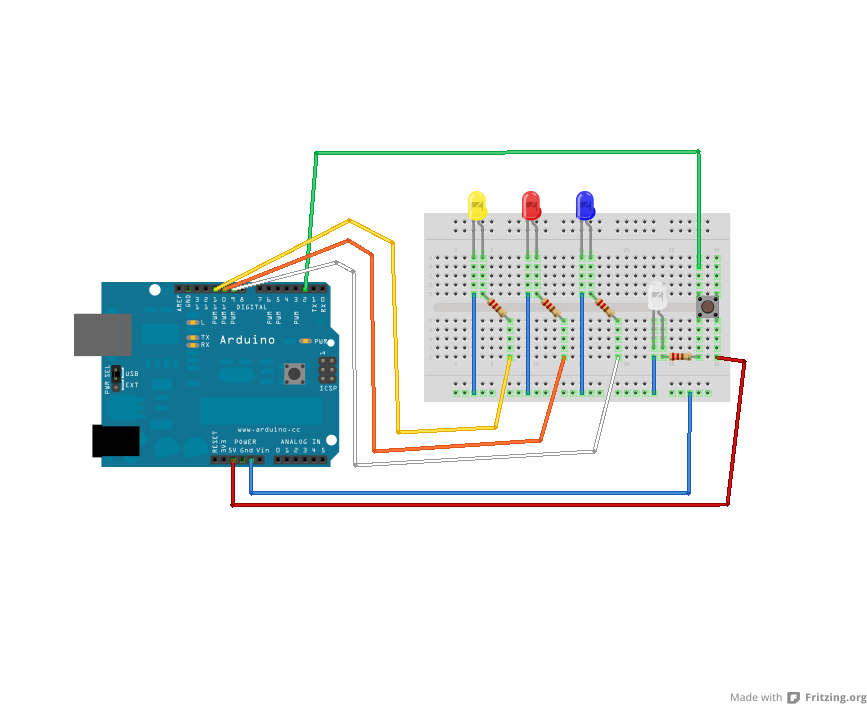 AREF
GND
13
12
11
10
9
8
7
6
5
4
3
2
1
0
PWM
PWM
PWM
PWM
PWM
PWM
TX
RX
DIGITAL
L
TX
RX
Arduino
PWR
ICSP
PWR SEL
USB
EXT
www.arduino.cc
POWER
ANALOG IN
RESET
3V3
5V Gnd Vin
0 1 2 3 4 5
Made with Fritzing.org